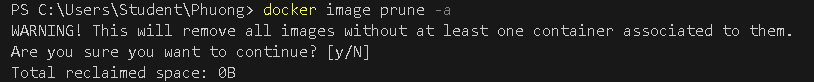 PS C:\Users\Student\Phuong> docker image prune -a
WARNING! This will remove all images without at least one container associated to them.
Are you sure you want to continue? [y/N]
Total reclaimed space: 0B